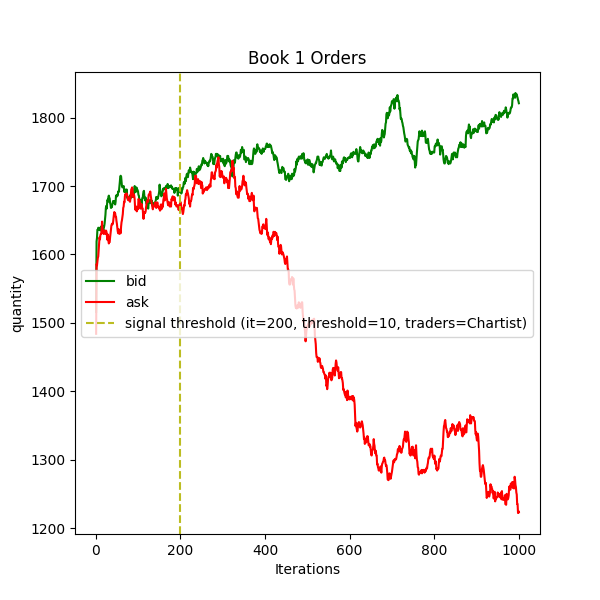 Book 1 Orders
quantity
1800
1700
1600
1500
1400
1300
1200
bid
ask
signal threshold (it=200, threshold=10, traders=Chartist)
0 200 400 600 800 1000
Iterations